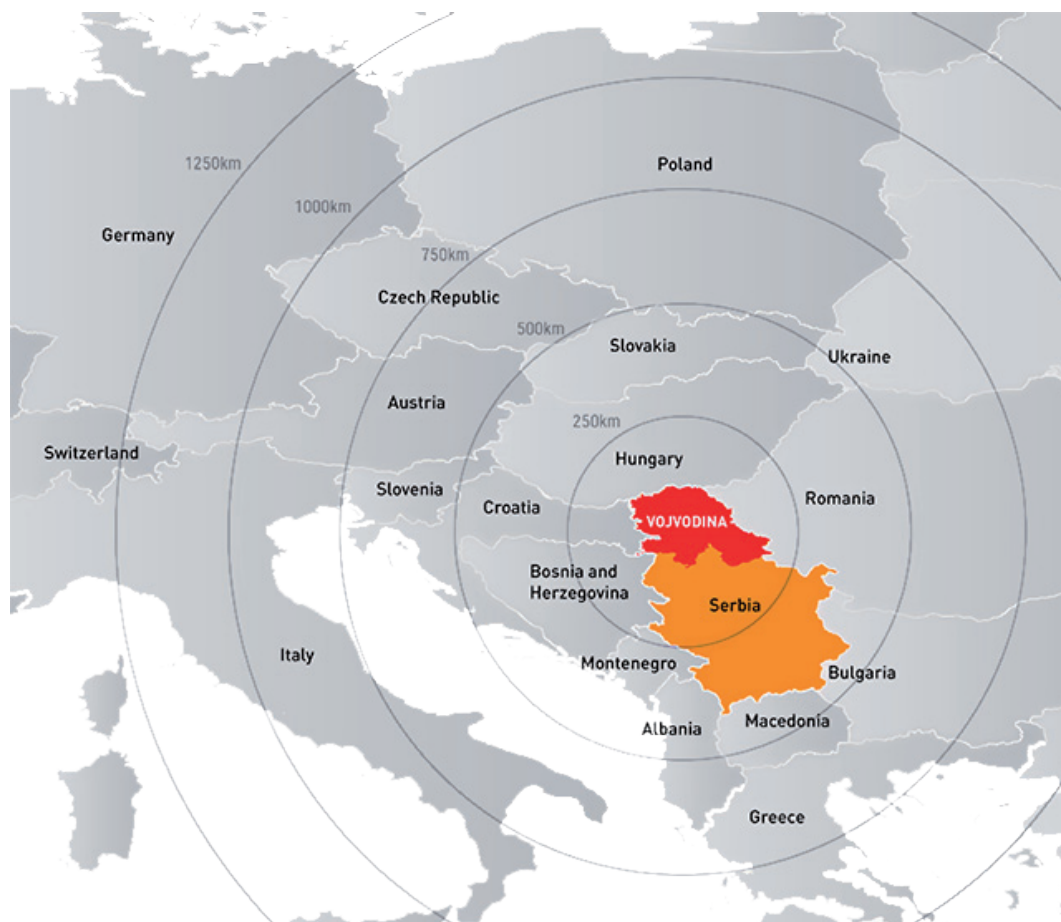 1250km
Poland
1000km
Germany
750km
Czech Republic
500km
Slovakia
Ukraine
Austria
250km
Switzerland
Hungary
Slovenia
Romania
Croatia
VOJVODINA
Bosnia and
Herzegovina
Serbia
Italy
Montenegro
Bulgaria
Albania
Macedonia
Greece